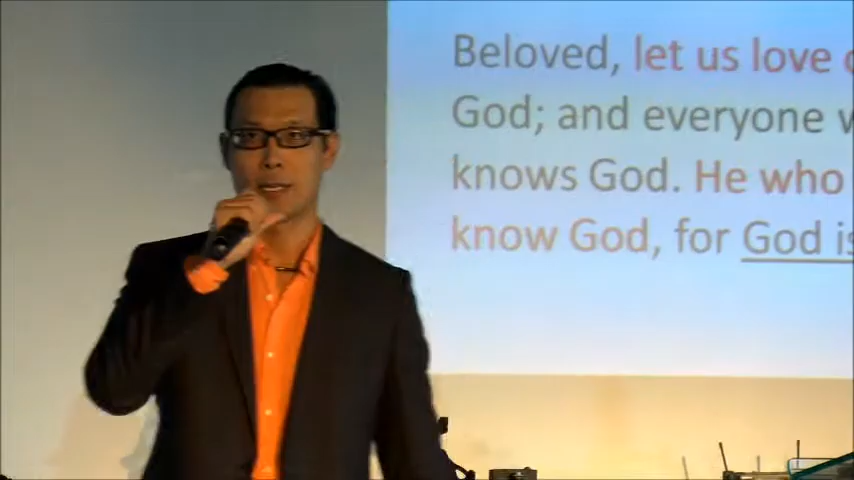 Beloved, let us love
God; and everyone
knows God. He who
know God, for God is